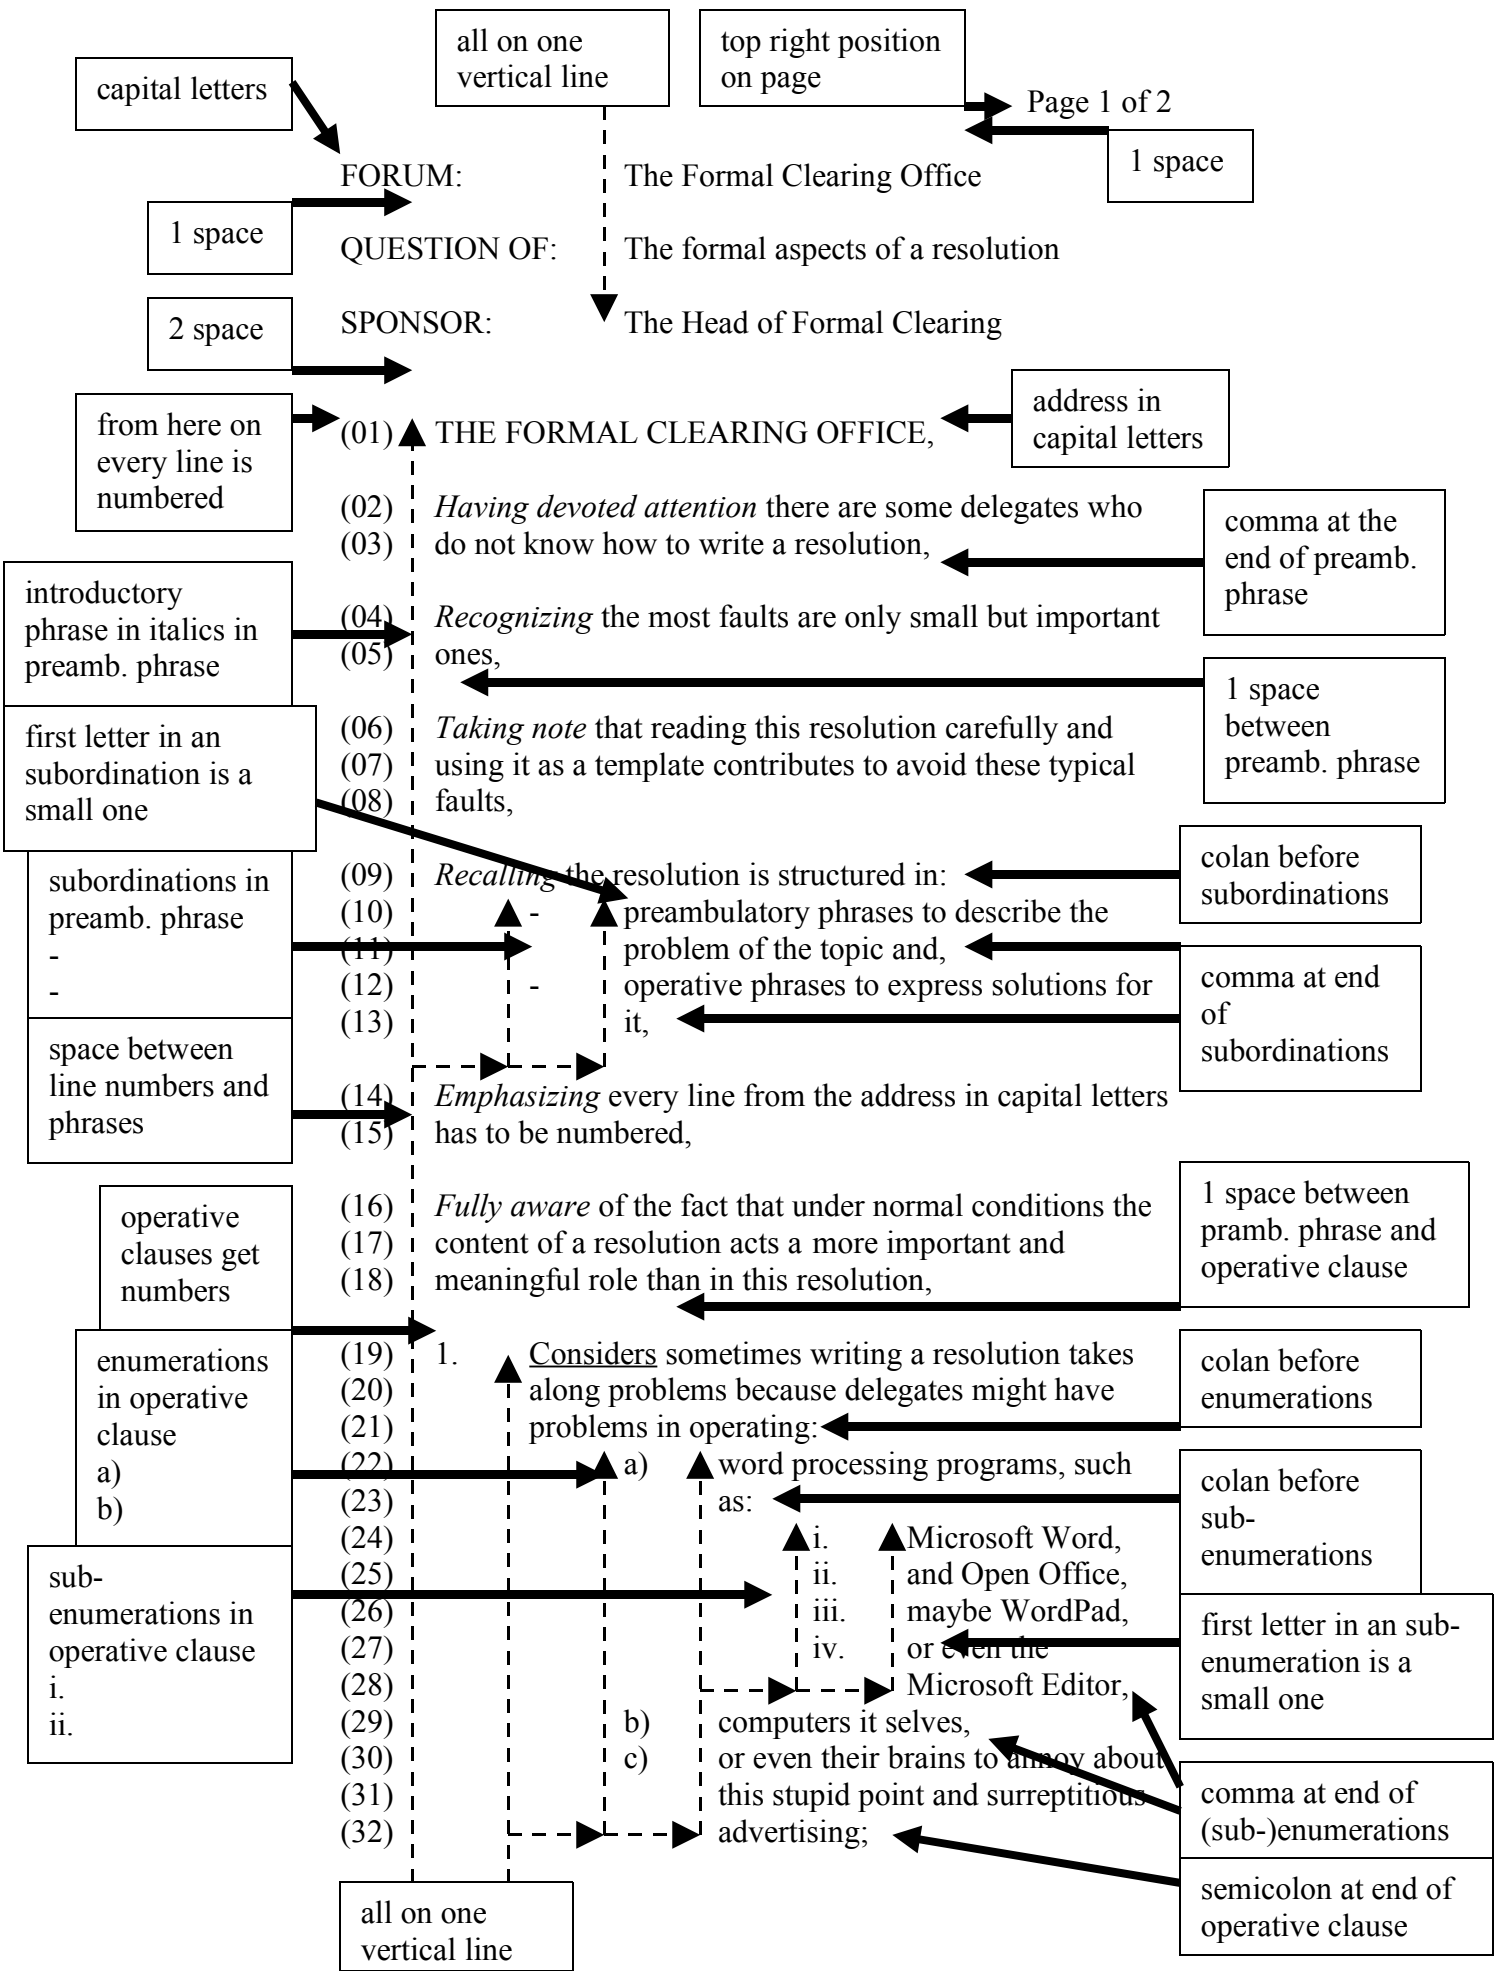 all on one
vertical line
top right position
on page
capital letters
Page 1 of 2
1 space
FORUM: The Formal Clearing Office
1 space
QUESTION OF: The formal aspects of a resolution
2 space
SPONSOR: The Head of Formal Clearing
from here on
every line is
numbered
address in
capital letters
(01) THE FORMAL CLEARING OFFICE,
(02) Having devoted attention there are some delegates who
(03) do not know how to write a resolution,
comma at the
end of preamb.
phrase
introductory
phrase in italics in
preamb. phrase
(04) Recognizing the most faults are only small but important
(05) ones,
1 space
between
preamb. phrase
first letter in an
subordination is a
small one
(06) Taking note that reading this resolution carefully and
(07) using it as a template contributes to avoid these typical
(08) faults,
colan before
subordinations
subordinations in
preamb. phrase
-
-
(09) Recalling the resolution is structured in:
(10) - preambulatory phrases to describe the
(11) problem of the topic and,
(12) - operative phrases to express solutions for
(13) it,
comma at end
of
subordinations
space between
line numbers and
phrases
(14) Emphasizing every line from the address in capital letters
(15) has to be numbered,
1 space between
pramb. phrase and
operative clause
operative
clauses get
numbers
(16) Fully aware of the fact that under normal conditions the
(17) content of a resolution acts a more important and
(18) meaningful role than in this resolution,
enumerations
in operative
clause
a)
b)
colan before
enumerations
(19) 1. Considers sometimes writing a resolution takes
(20) along problems because delegates might have
(21) problems in operating:
(22) a) word processing programs, such
(23) as:
colan before
sub-
enumerations
sub-
enumerations in
operative clause
i.
ii.
(24) i. Microsoft Word,
(25) ii. and Open Office,
(26) iii. maybe WordPad,
(27) iv. or even the
(28) Microsoft Editor,
first letter in an sub-
enumeration is a
small one
(29) b) computers it selves,
(30) c) or even their brains to annoy about
(31) this stupid point and surreptitious
(32) advertising;
comma at end of
(sub-)enumerations
semicolon at end of
operative clause
all on one
vertical line